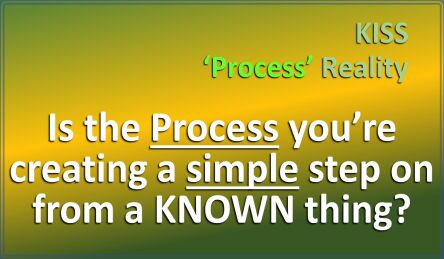 KISS
‘Process’ Reality
Is the Process you’re
creating a simple step on
from a KNOWN thing?